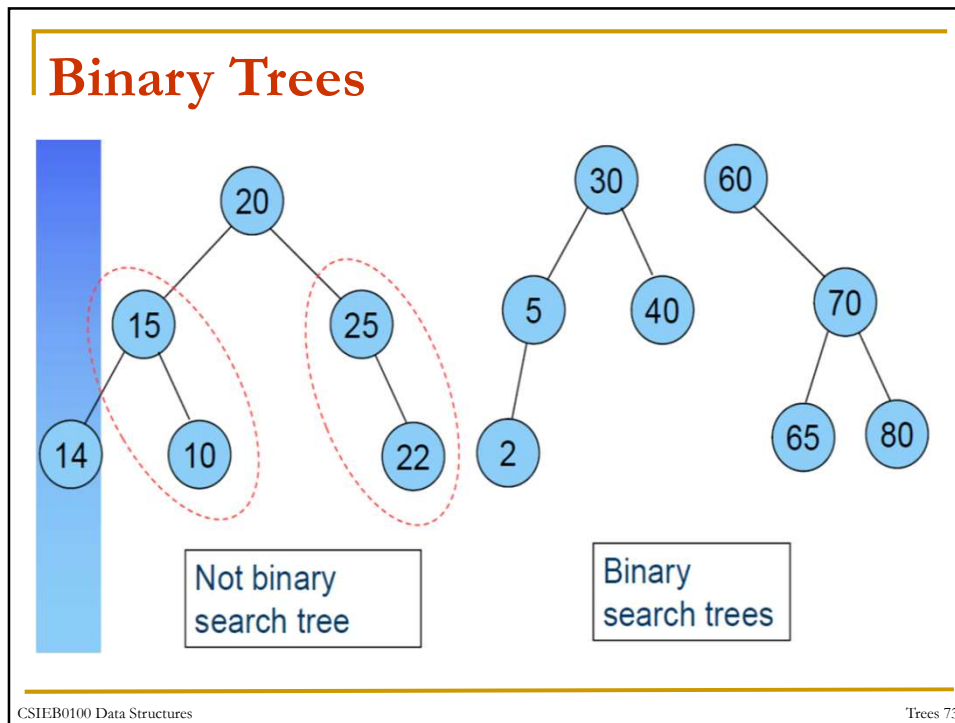 Binary Trees
20
15
25
14
10
22
30
5
40
2
60
70
65
80
Not binary
search tree
Binary
search trees
CSIEB0100 Data Structures
Trees 73